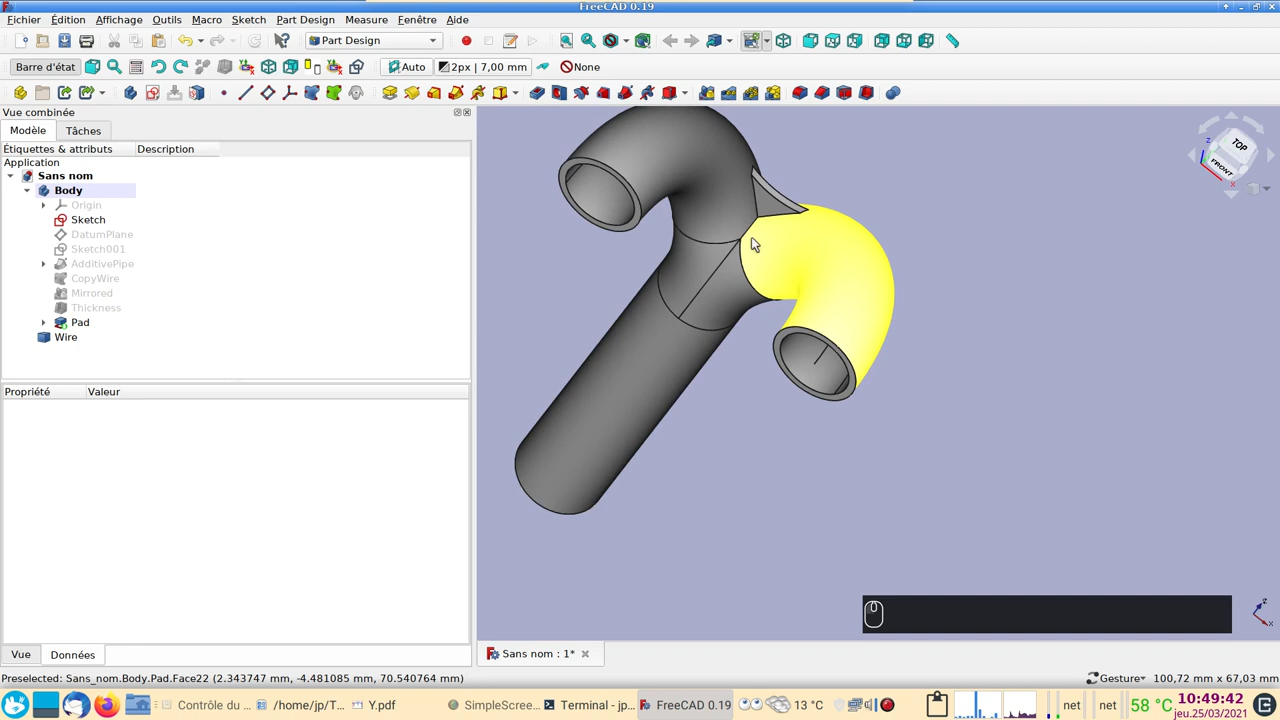 FreeCAD 0.19
Fichier Édition Affichage Outils Macro Sketch Part Design Measure Fenêtre Aide
Part Design
Barre d'état Auto 2px | 7,00 mm None
Vue combinée
Modèle Tâches
Étiquettes & attributs Description
Application
Sans nom
Body
Origin
Sketch
DatumPlane
Sketch001
AdditivePipe
CopyWire
Mirrored
Thickness
Pad
Wire
Propriété Valeur
TOP
FRONT
z
x
Vue Données
Sans nom : 1*
Preselected: Sans_nom.Body.Pad.Face22 (2.343747 mm, -4.481085 mm, 70.540764 mm)
Gesture 100,72 mm x 67,03 mm
Contrôle du ... /home/jp/T... Y.pdf SimpleScree... Terminal - jp... FreeCAD 0.19 13 °C net net 58 °C 10:49:42
jeu.25/03/2021